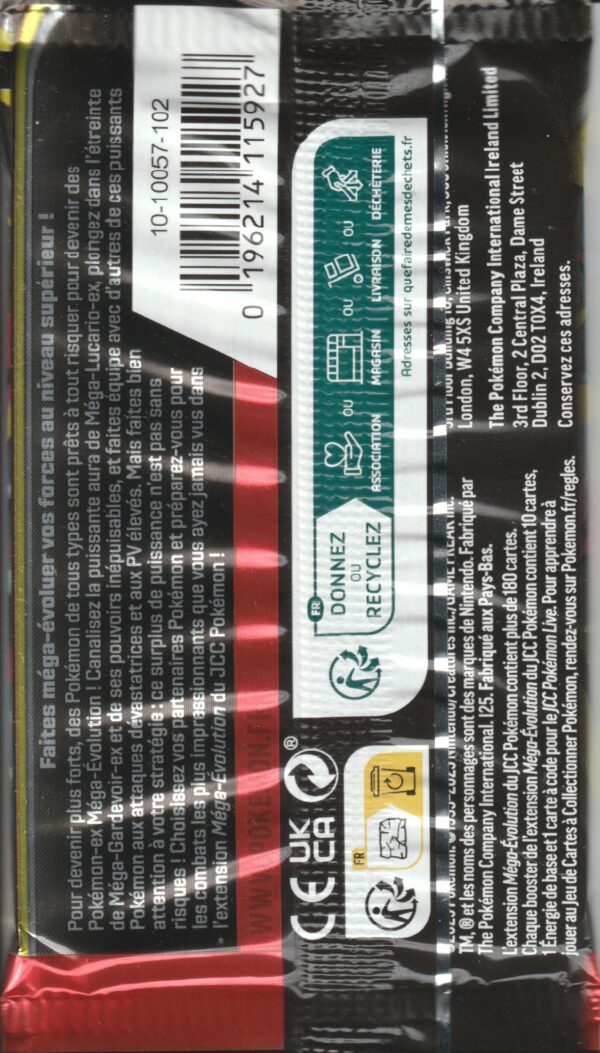 Faites méga-évoluer vos forces au niveau supérieur !
Pour devenir plus forts, des Pokémon de tous types sont prêts à tout risquer pour devenir des
Pokémon-ex Méga-Évolution ! Canalisez la puissante aura de Méga-Lucario-ex, plongez dans l'étreinte
de Méga-Gardevoir-ex et de ses pouvoirs inépuisables, et faites équipe avec d'autres de ces puissants
Pokémon aux attaques dévastatrices et aux PV élevés. Mais faites bien
attention à votre stratégie : ce surplus de puissance n'est pas sans
risques ! Choisissez vos partenaires Pokémon et préparez-vous pour
les combats les plus impressionnants que vous ayez jamais vus dans
l'extension Méga-Évolution du JCC Pokémon !
10-10057-102
0 196214 115927
WWW.POKEMON.FR
CE UK CA ®
FR
FR
DONNEZ
OU
RECYCLEZ
ASSOCIATION OU MAGASIN OU LIVRAISON OU DÉCHÈTERIE
Adresses sur quefairedemesdechets.fr
TM, ® et les noms des personnages sont des marques de Nintendo. Fabriqué par
The Pokémon Company International. I25. Fabriqué aux Pays-Bas.
L'extension Méga-Évolution du JCC Pokémon contient plus de 180 cartes.
Chaque booster de l'extension Méga-Évolution du JCC Pokémon contient 10 cartes,
1 Énergie de base et 1 carte à code pour le JCC Pokémon Live. Pour apprendre à
jouer au Jeu de Cartes à Collectionner Pokémon, rendez-vous sur Pokemon.fr/regles.
London, W4 5XS United Kingdom
The Pokémon Company International Ireland Limited
3rd Floor, 2 Central Plaza, Dame Street
Dublin 2, D02 T0X4, Ireland
Conservez ces adresses.